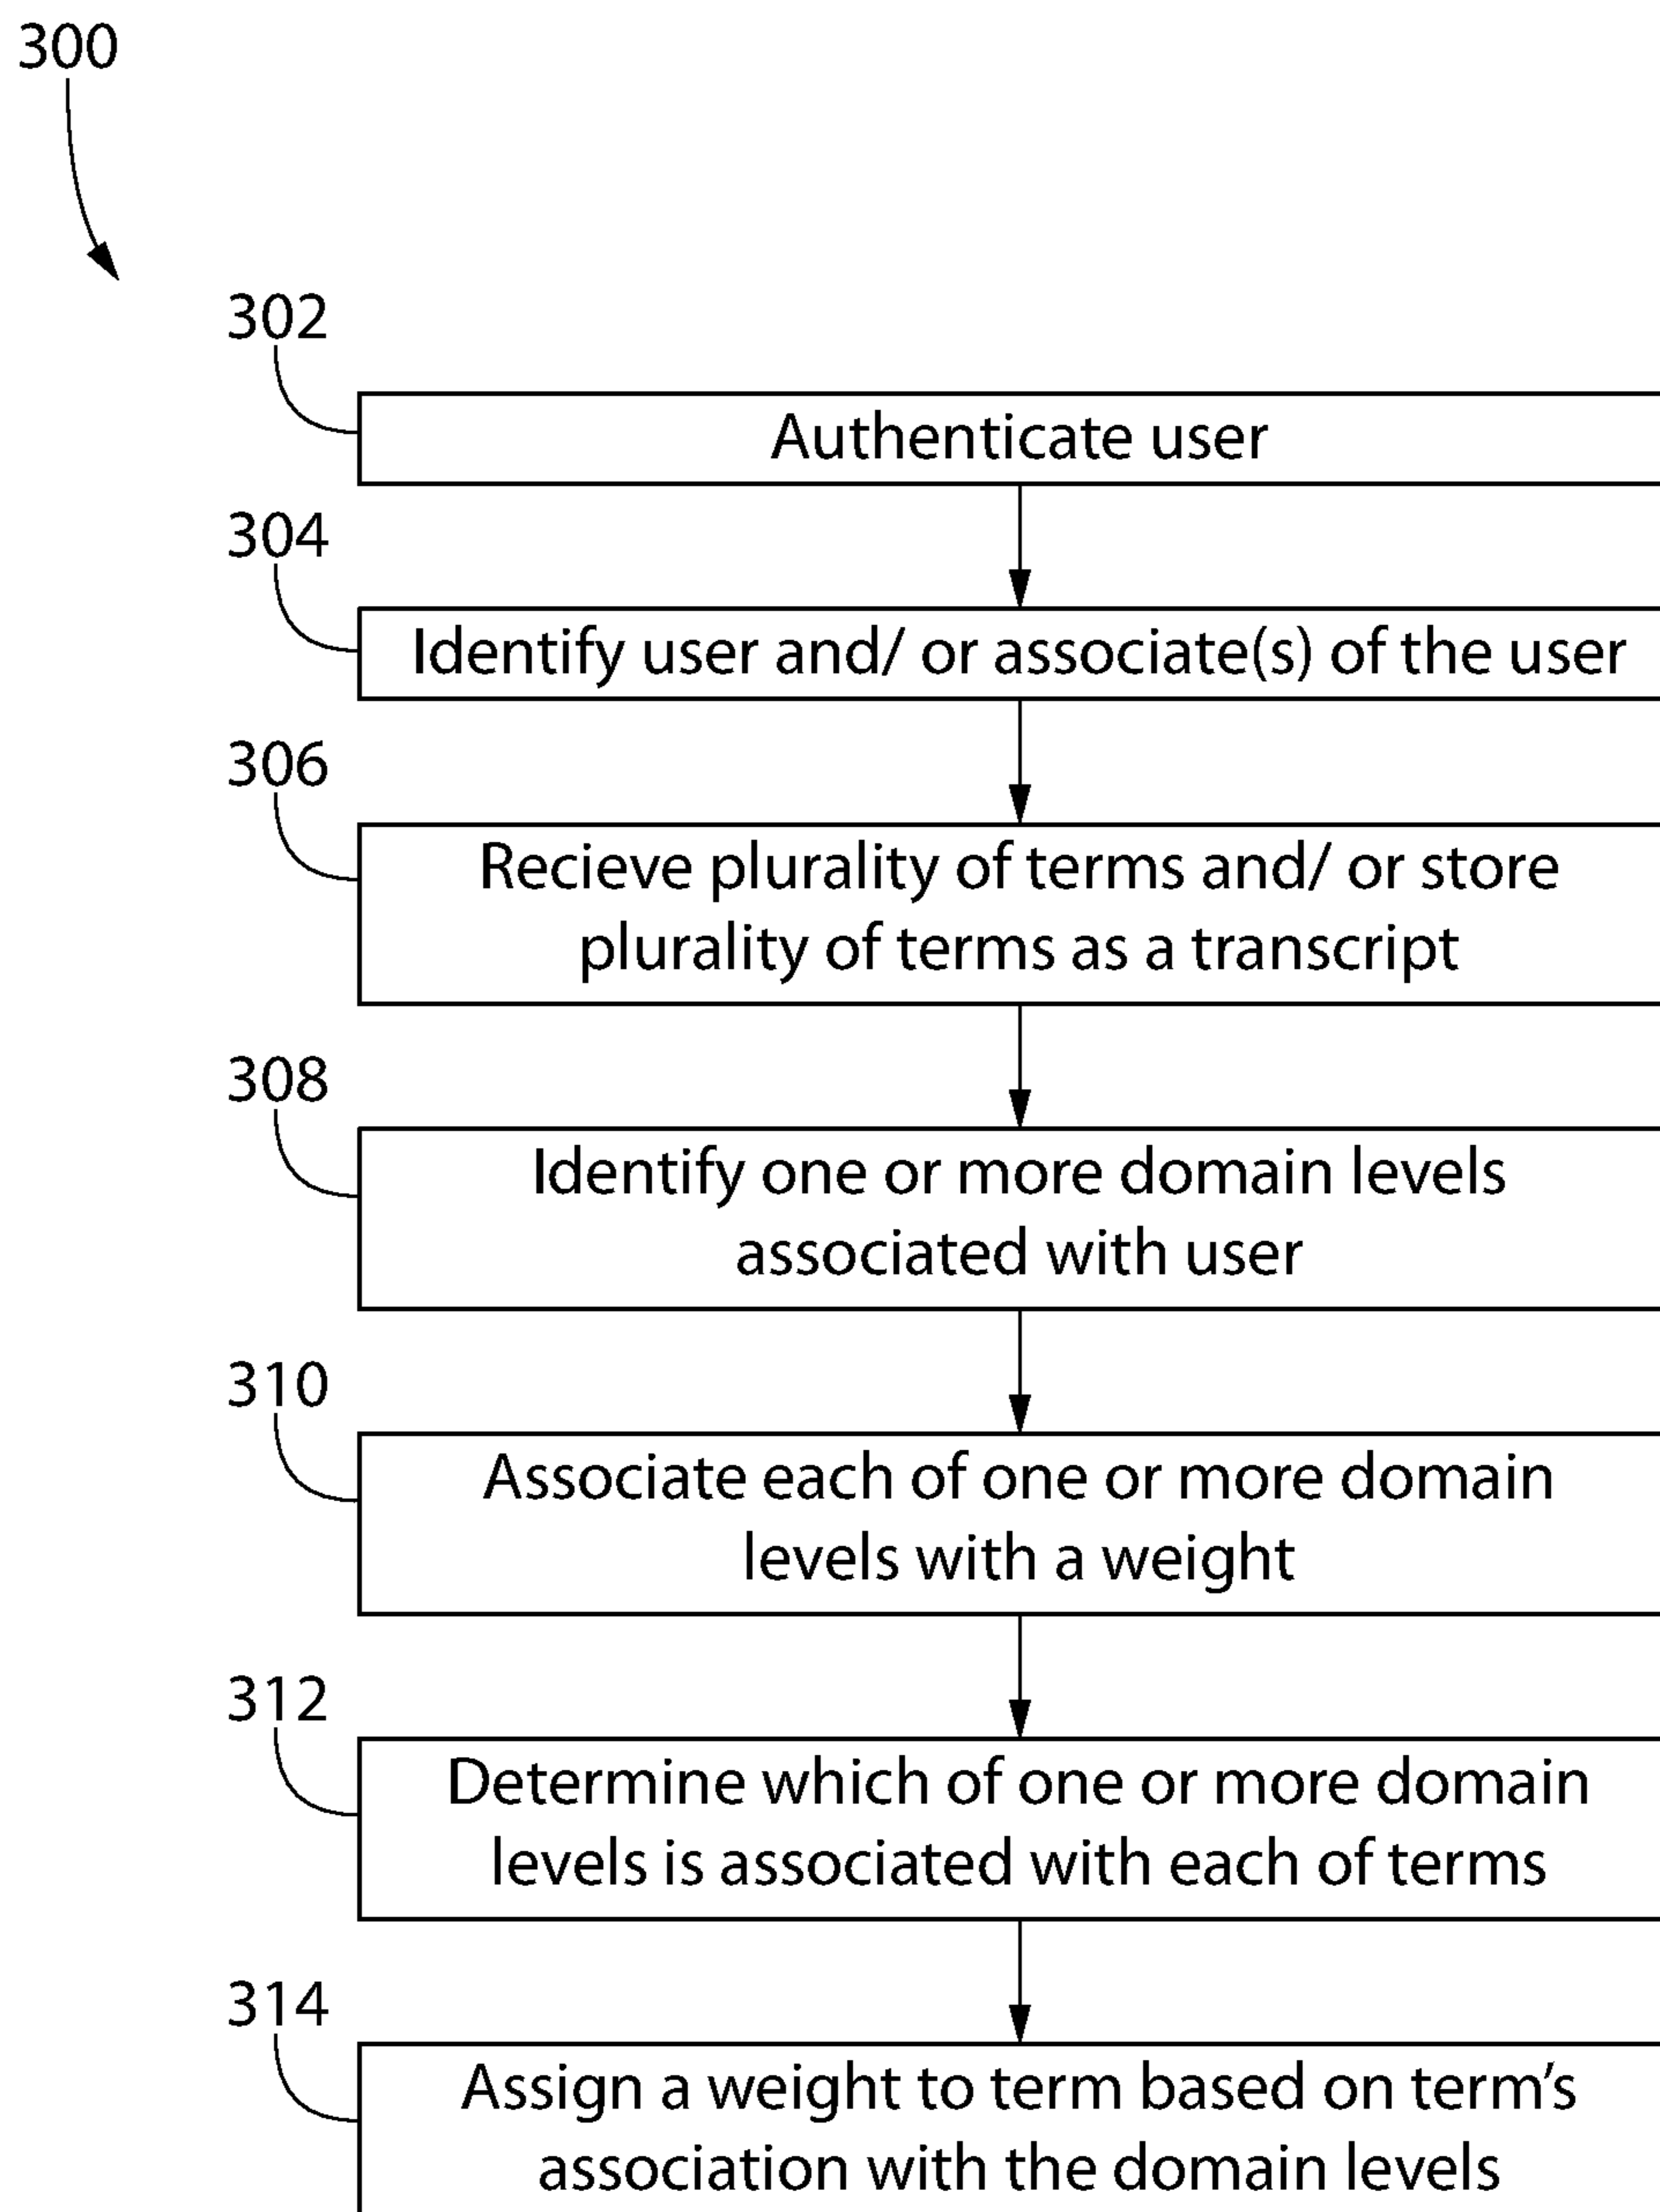 300
302
Authenticate user
304
Identify user and/ or associate(s) of the user
306
Recieve plurality of terms and/ or store
plurality of terms as a transcript
308
Identify one or more domain levels
associated with user
310
Associate each of one or more domain
levels with a weight
312
Determine which of one or more domain
levels is associated with each of terms
314
Assign a weight to term based on term’s
association with the domain levels